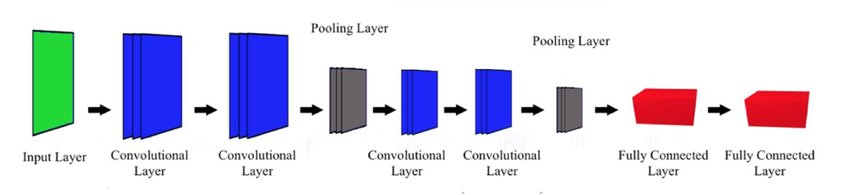 Pooling Layer
Pooling Layer
Input Layer
Convolutional
Layer
Convolutional
Layer
Convolutional
Layer
Convolutional
Layer
Fully Connected
Layer
Fully Connected
Layer